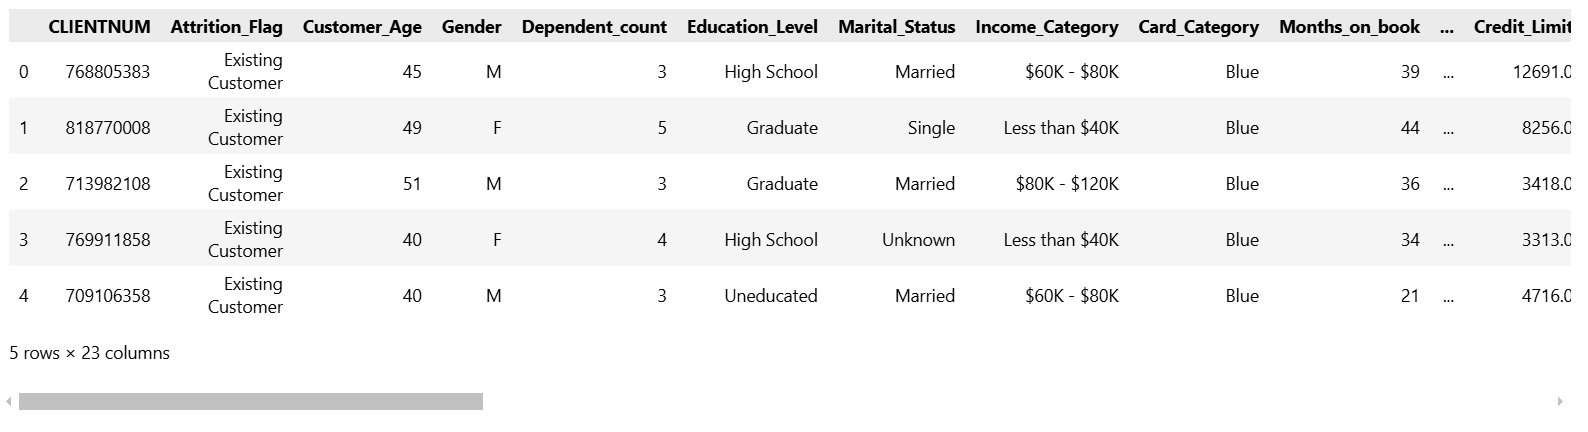 CLIENTNUM Attrition_Flag Customer_Age Gender Dependent_count Education_Level Marital_Status Income_Category Card_Category Months_on_book ... Credit_Limit
0 768805383 Existing Customer 45 M 3 High School Married $60K - $80K Blue 39 ... 12691.0
1 818770008 Existing Customer 49 F 5 Graduate Single Less than $40K Blue 44 ... 8256.0
2 713982108 Existing Customer 51 M 3 Graduate Married $80K - $120K Blue 36 ... 3418.0
3 769911858 Existing Customer 40 F 4 High School Unknown Less than $40K Blue 34 ... 3313.0
4 709106358 Existing Customer 40 M 3 Uneducated Married $60K - $80K Blue 21 ... 4716.0
5 rows × 23 columns